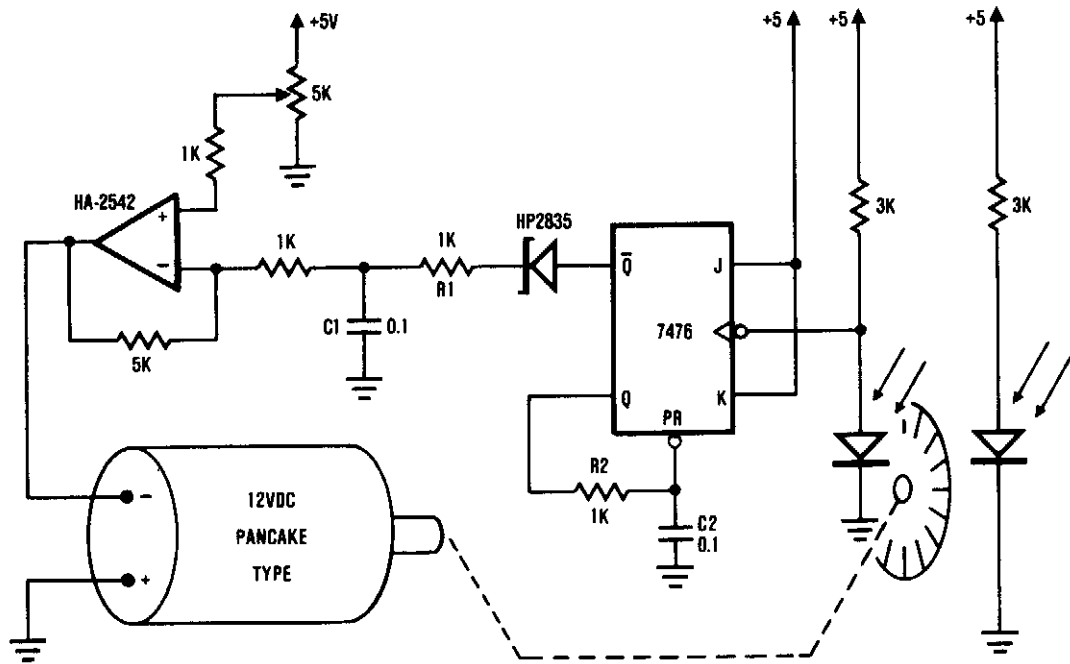 +5V
5K
1K
HA-2542
+
−
5K
1K
C1
0.1
1K
R1
HP2835
Q̅
J
7476
Q
K
PR
R2
1K
C2
0.1
+5
+5
+5
3K
3K
−
12VDC
PANCAKE
TYPE
+